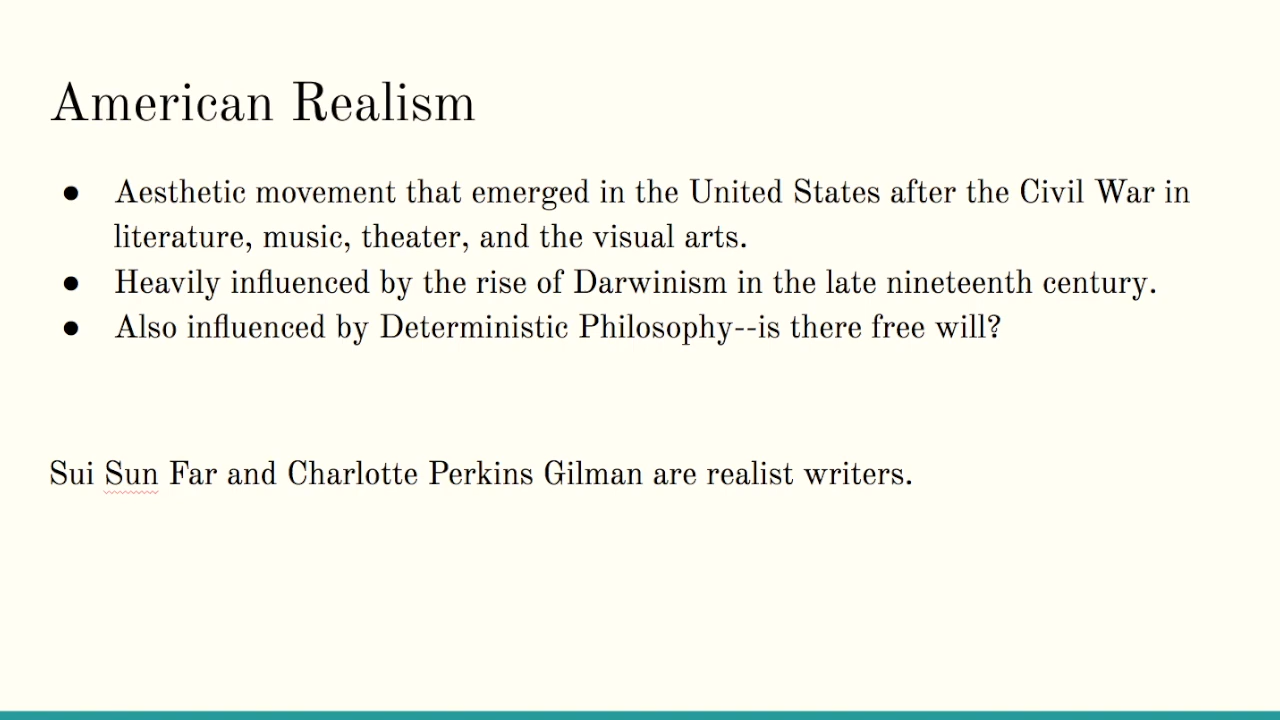 American Realism
● Aesthetic movement that emerged in the United States after the Civil War in
literature, music, theater, and the visual arts.
● Heavily influenced by the rise of Darwinism in the late nineteenth century.
● Also influenced by Deterministic Philosophy--is there free will?
Sui Sun Far and Charlotte Perkins Gilman are realist writers.